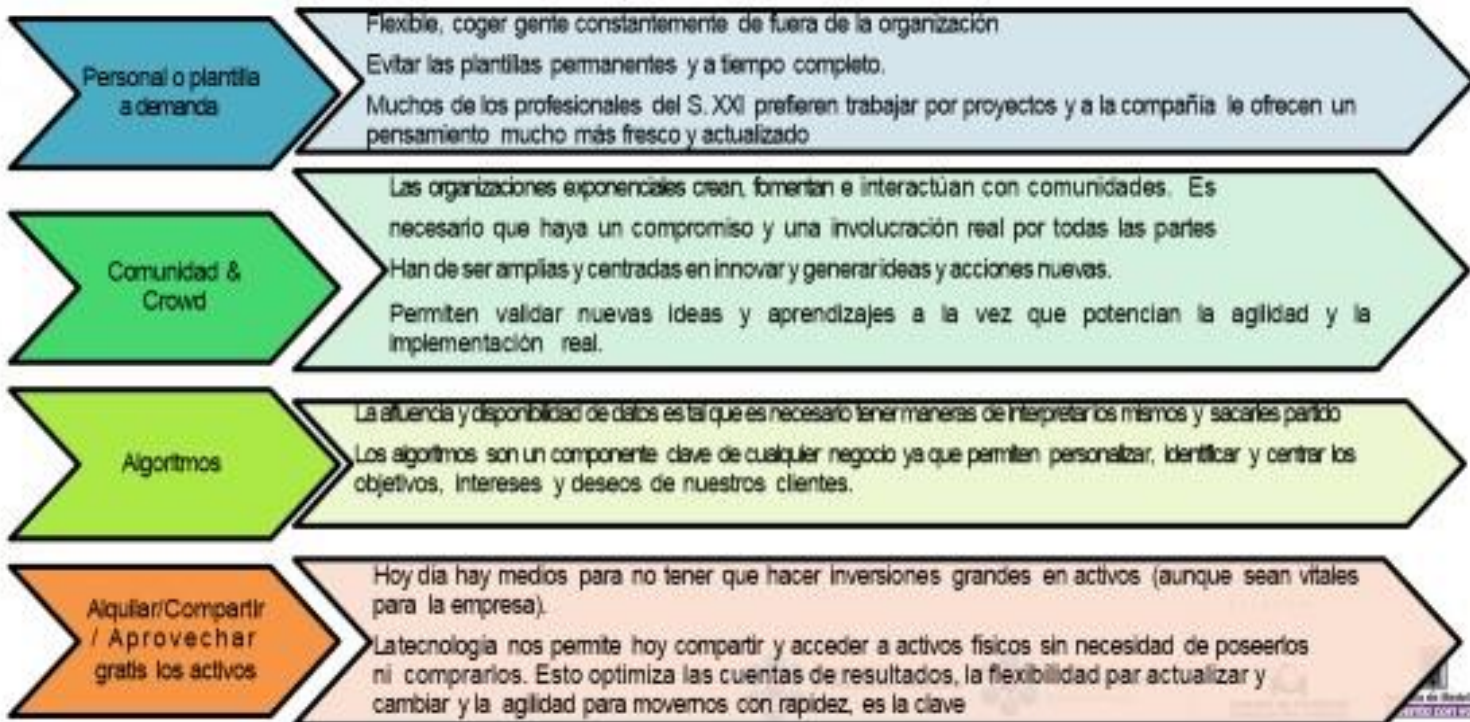 Personal o plantilla
a demanda
Flexible, coger gente constantemente de fuera de la organización
Evitar las plantillas permanentes y a tiempo completo.
Muchos de los profesionales del S. XXI prefieren trabajar por proyectos y a la compañía le ofrecen un
pensamiento mucho más fresco y actualizado
Comunidad &
Crowd
Las organizaciones exponenciales crean, fomentan e interactúan con comunidades. Es
necesario que haya un compromiso y una involucración real por todas las partes
Han de ser amplias y centradas en innovar y generar ideas y acciones nuevas.
Permiten validar nuevas ideas y aprendizajes a la vez que potencian la agilidad y la
implementación real.
Algoritmos
La afluencia y disponibilidad de datos es tal que es necesario tener maneras de interpretar los mismos y sacarles partido
Los algoritmos son un componente clave de cualquier negocio ya que permiten personalizar, identificar y centrar los
objetivos, intereses y deseos de nuestros clientes.
Alquilar/Compartir
/ Aprovechar
gratis los activos
Hoy día hay medios para no tener que hacer inversiones grandes en activos (aunque sean vitales
para la empresa).
La tecnología nos permite hoy compartir y acceder a activos físicos sin necesidad de poseerlos
ni comprarlos. Esto optimiza las cuentas de resultados, la flexibilidad par actualizar y
cambiar y la agilidad para movernos con rapidez, es la clave